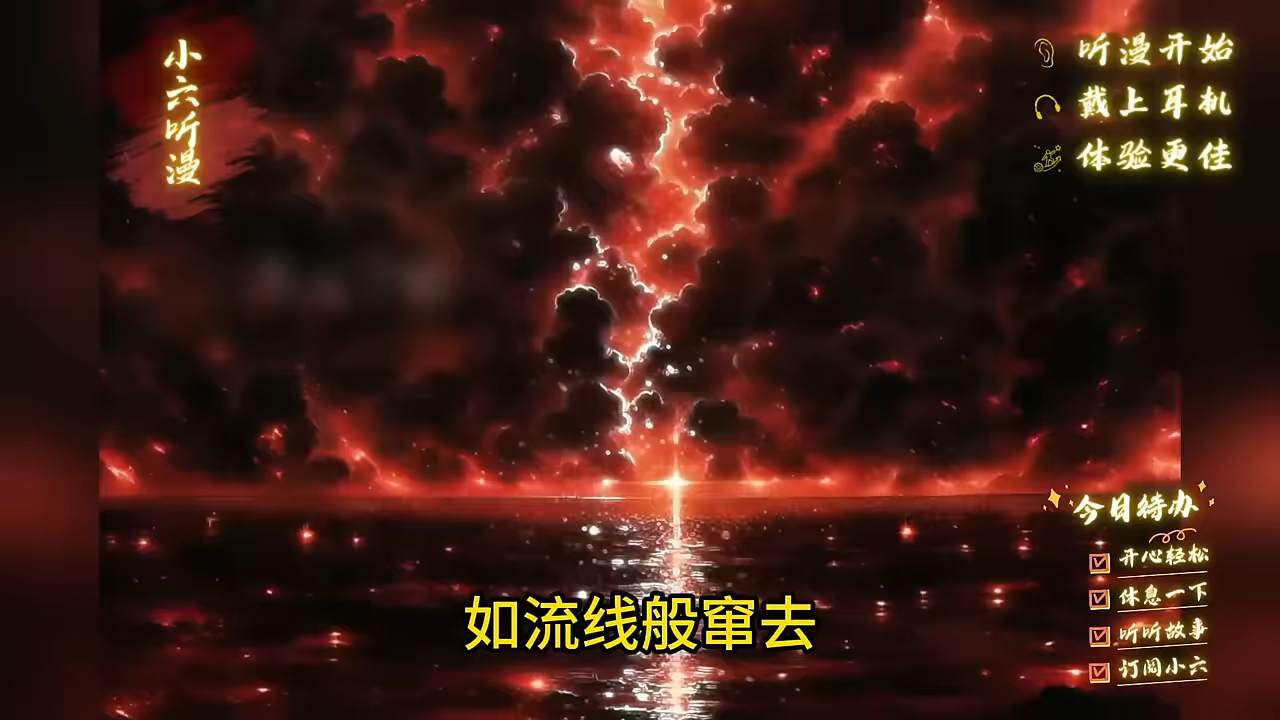 小六听漫
听漫开始
戴上耳机
体验更佳
今日待办
开心轻松
休息一下
听听故事
订阅小六
如流线般窜去